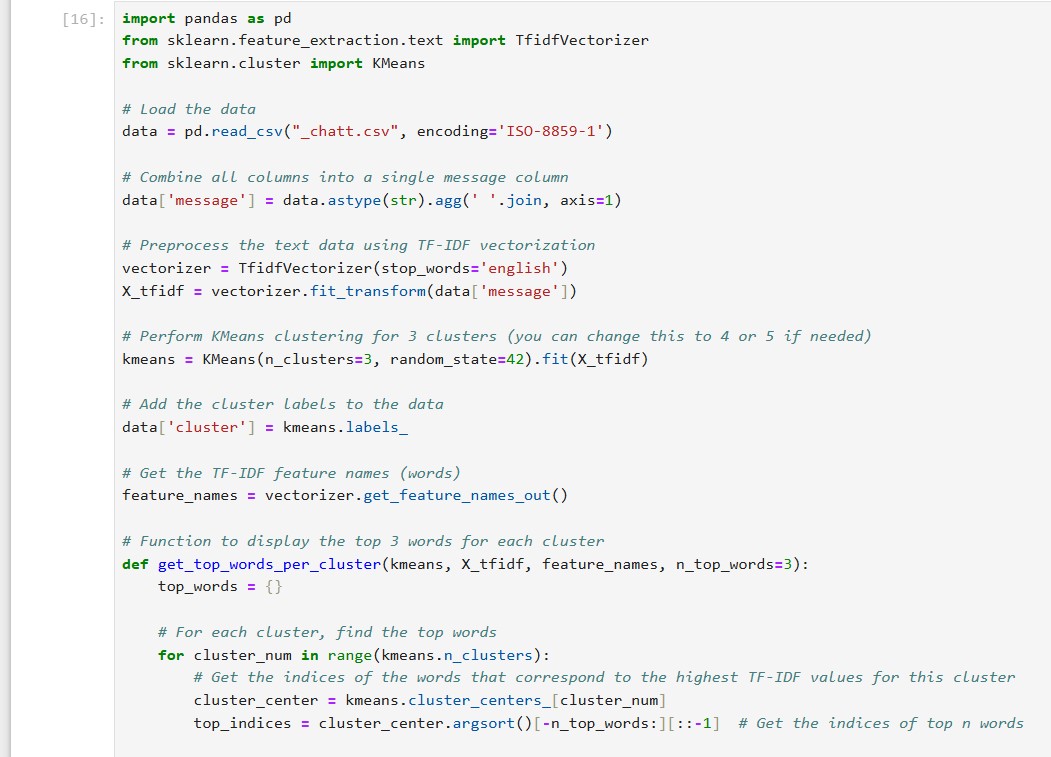 [16]: import pandas as pd
from sklearn.feature_extraction.text import TfidfVectorizer
from sklearn.cluster import KMeans

# Load the data
data = pd.read_csv("_chatt.csv", encoding='ISO-8859-1')

# Combine all columns into a single message column
data['message'] = data.astype(str).agg(' '.join, axis=1)

# Preprocess the text data using TF-IDF vectorization
vectorizer = TfidfVectorizer(stop_words='english')
X_tfidf = vectorizer.fit_transform(data['message'])

# Perform KMeans clustering for 3 clusters (you can change this to 4 or 5 if needed)
kmeans = KMeans(n_clusters=3, random_state=42).fit(X_tfidf)

# Add the cluster labels to the data
data['cluster'] = kmeans.labels_

# Get the TF-IDF feature names (words)
feature_names = vectorizer.get_feature_names_out()

# Function to display the top 3 words for each cluster
def get_top_words_per_cluster(kmeans, X_tfidf, feature_names, n_top_words=3):
    top_words = {}

    # For each cluster, find the top words
    for cluster_num in range(kmeans.n_clusters):
        # Get the indices of the words that correspond to the highest TF-IDF values for this cluster
        cluster_center = kmeans.cluster_centers_[cluster_num]
        top_indices = cluster_center.argsort()[-n_top_words:][::-1]  # Get the indices of top n words